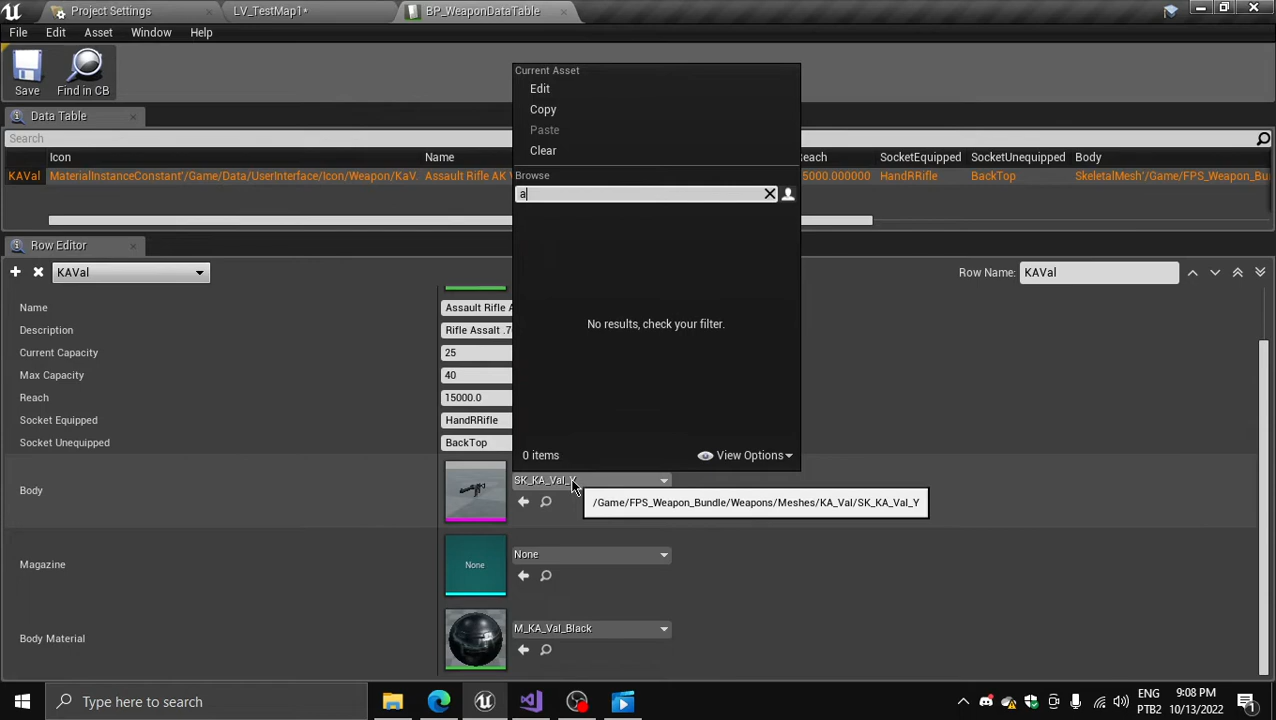 Project Settings
LV_TestMap1*
BP_WeaponDataTable
File Edit Asset Window Help
Save
Find in CB
Data Table
Search
Icon Name Reach SocketEquipped SocketUnequipped Body
KAVal MaterialInstanceConstant'/Game/Data/UserInterface/Icon/Weapon/KaV. Assault Rifle AK V 5000.000000 HandRRifle BackTop SkeletalMesh'/Game/FPS_Weapon_Bu
Row Editor
KAVal
Row Name: KAVal
Current Asset
Edit
Copy
Paste
Clear
Browse
a
No results, check your filter.
0 items
View Options
Name Assault Rifle A
Description Rifle Assalt .7
Current Capacity 25
Max Capacity 40
Reach 15000.0
Socket Equipped HandRRifle
Socket Unequipped BackTop
Body SK_KA_Val_Y
/Game/FPS_Weapon_Bundle/Weapons/Meshes/KA_Val/SK_KA_Val_Y
Magazine None None
Body Material M_KA_Val_Black
Type here to search
ENG
PTB2
9:08 PM
10/13/2022
1